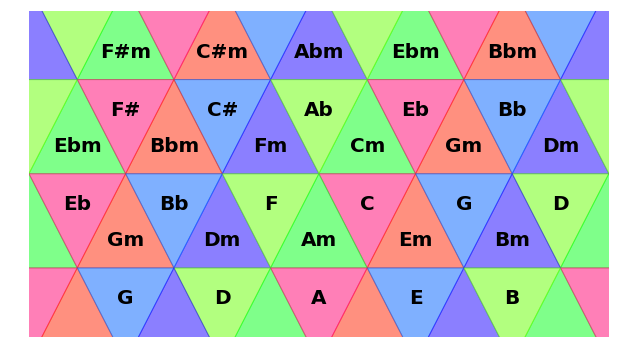 F#m C#m Abm Ebm Bbm
F# C# Ab Eb Bb
Ebm Bbm Fm Cm Gm Dm
Eb Bb F C G D
Gm Dm Am Em Bm
G D A E B